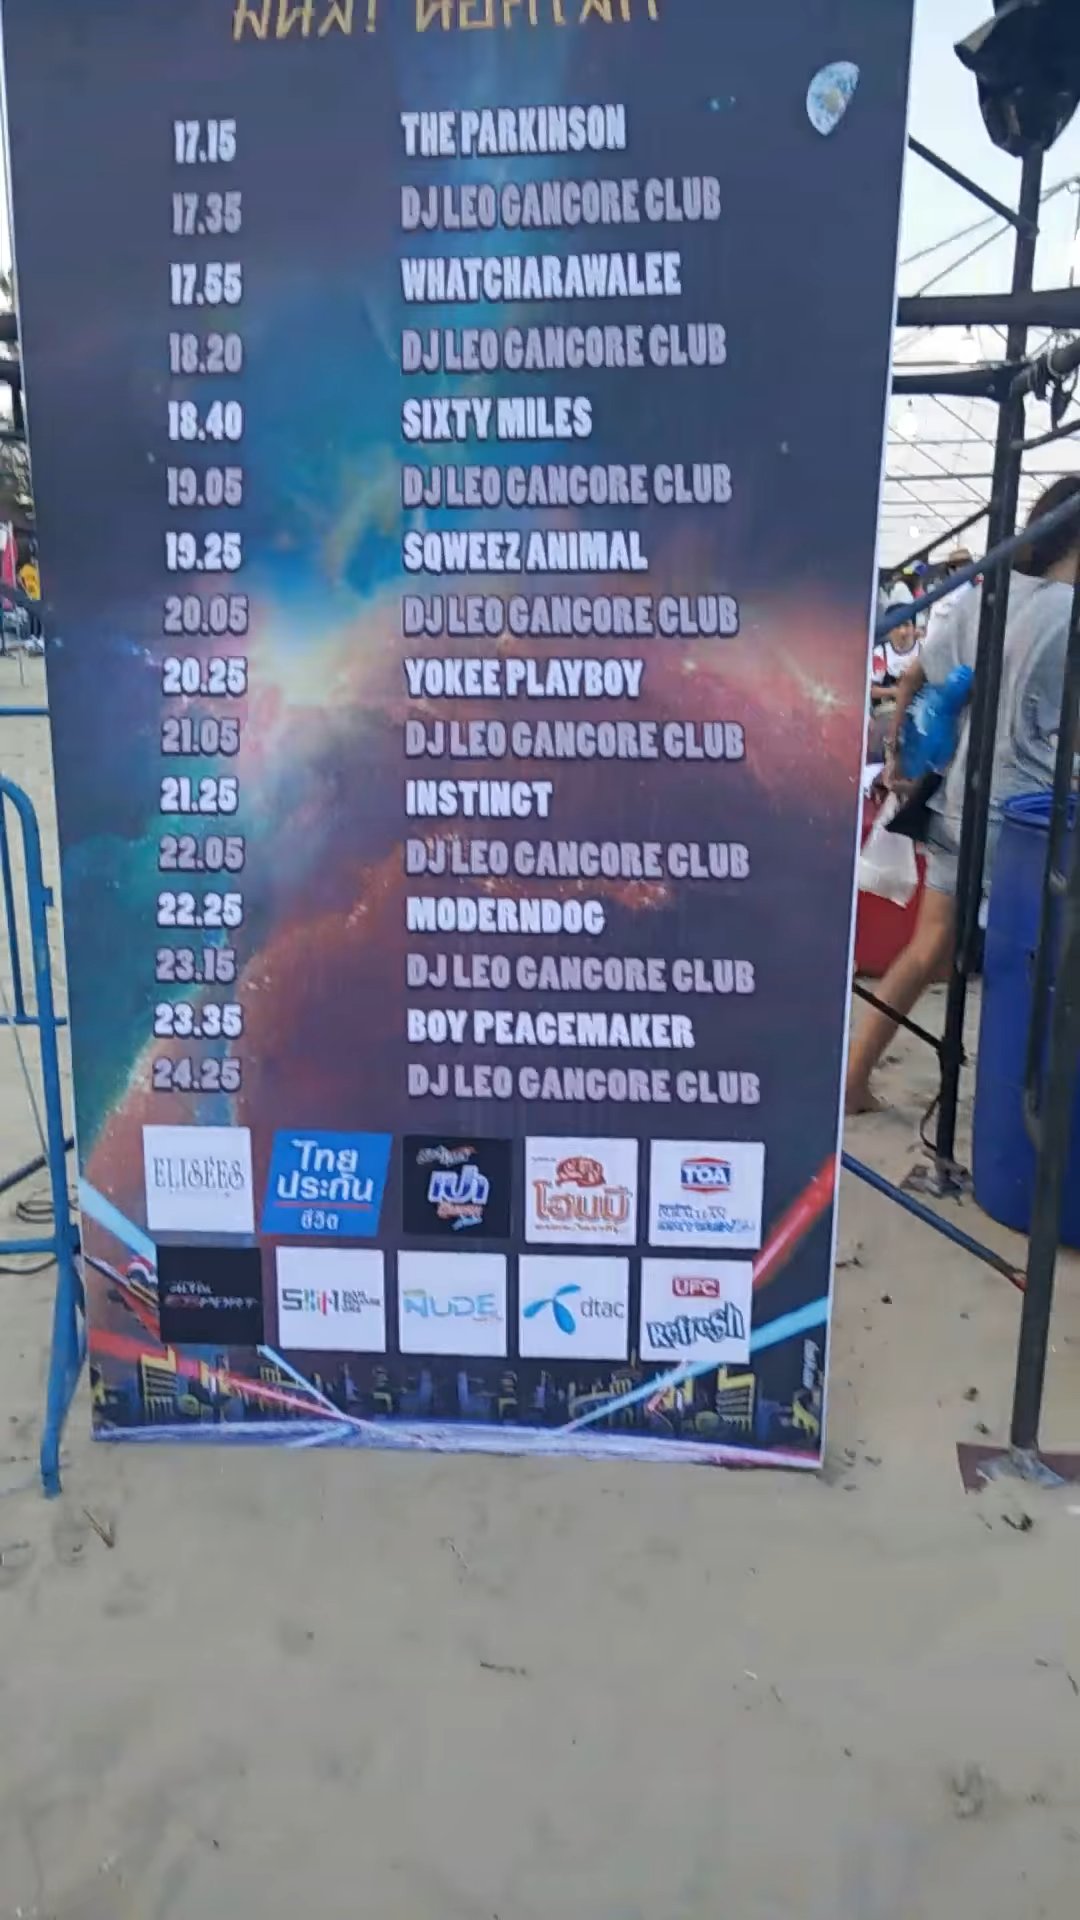 17.15 THE PARKINSON
17.35 DJ LEO GANCORE CLUB
17.55 WHATCHARAWALEE
18.20 DJ LEO GANCORE CLUB
18.40 SIXTY MILES
19.05 DJ LEO GANCORE CLUB
19.25 SQWEEZ ANIMAL
20.05 DJ LEO GANCORE CLUB
20.25 YOKEE PLAYBOY
21.05 DJ LEO GANCORE CLUB
21.25 INSTINCT
22.05 DJ LEO GANCORE CLUB
22.25 MODERNDOG
23.15 DJ LEO GANCORE CLUB
23.35 BOY PEACEMAKER
24.25 DJ LEO GANCORE CLUB
ELISEES
ไทย
ประกัน
ชีวิต
เปา
โฮมมี
TOA
NUDE
dtac
UFC
Refresh